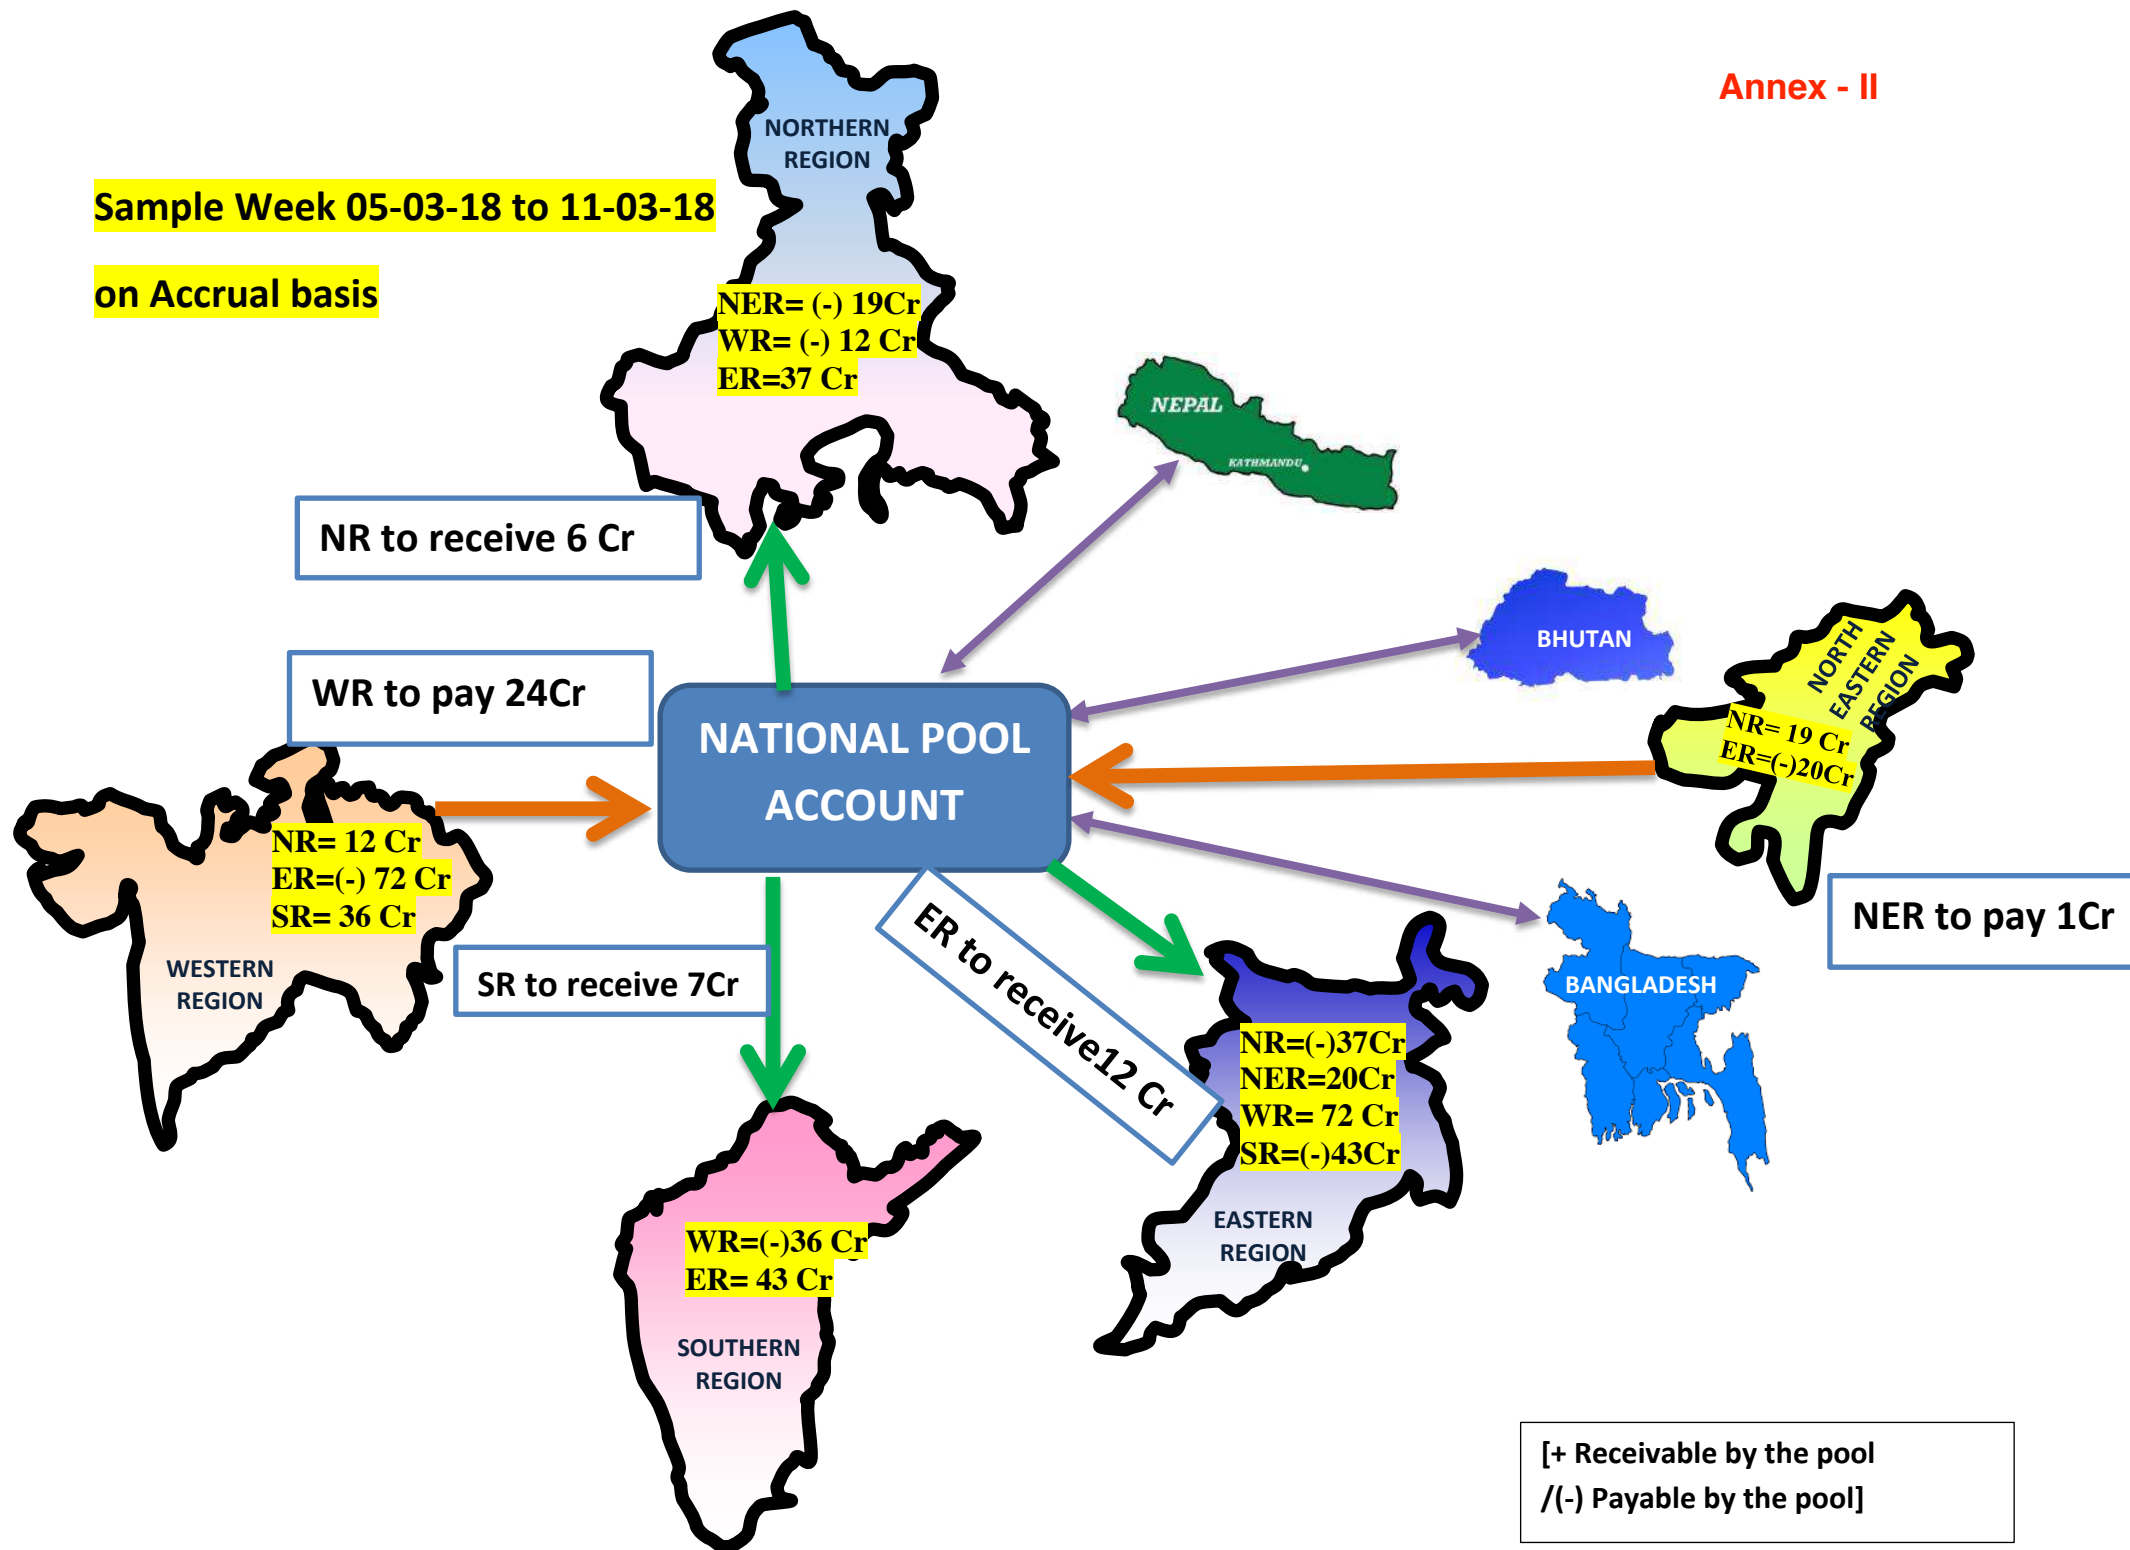 Annex - II
NORTHERN
REGION
Sample Week 05-03-18 to 11-03-18
on Accrual basis
NER= (-) 19Cr
WR= (-) 12 Cr
ER=37 Cr
NEPAL
KATHMANDU
NR to receive 6 Cr
BHUTAN
NORTH
EASTERN
REGION
NR= 19 Cr
ER=(-)20Cr
WR to pay 24Cr
NATIONAL POOL
ACCOUNT
NR= 12 Cr
ER=(-) 72 Cr
SR= 36 Cr
WESTERN
REGION
SR to receive 7Cr
ER to receive12 Cr
NER to pay 1Cr
BANGLADESH
NR=(-)37Cr
NER=20Cr
WR= 72 Cr
SR=(-)43Cr
EASTERN
REGION
WR=(-)36 Cr
ER= 43 Cr
SOUTHERN
REGION
[+ Receivable by the pool
/(-) Payable by the pool]